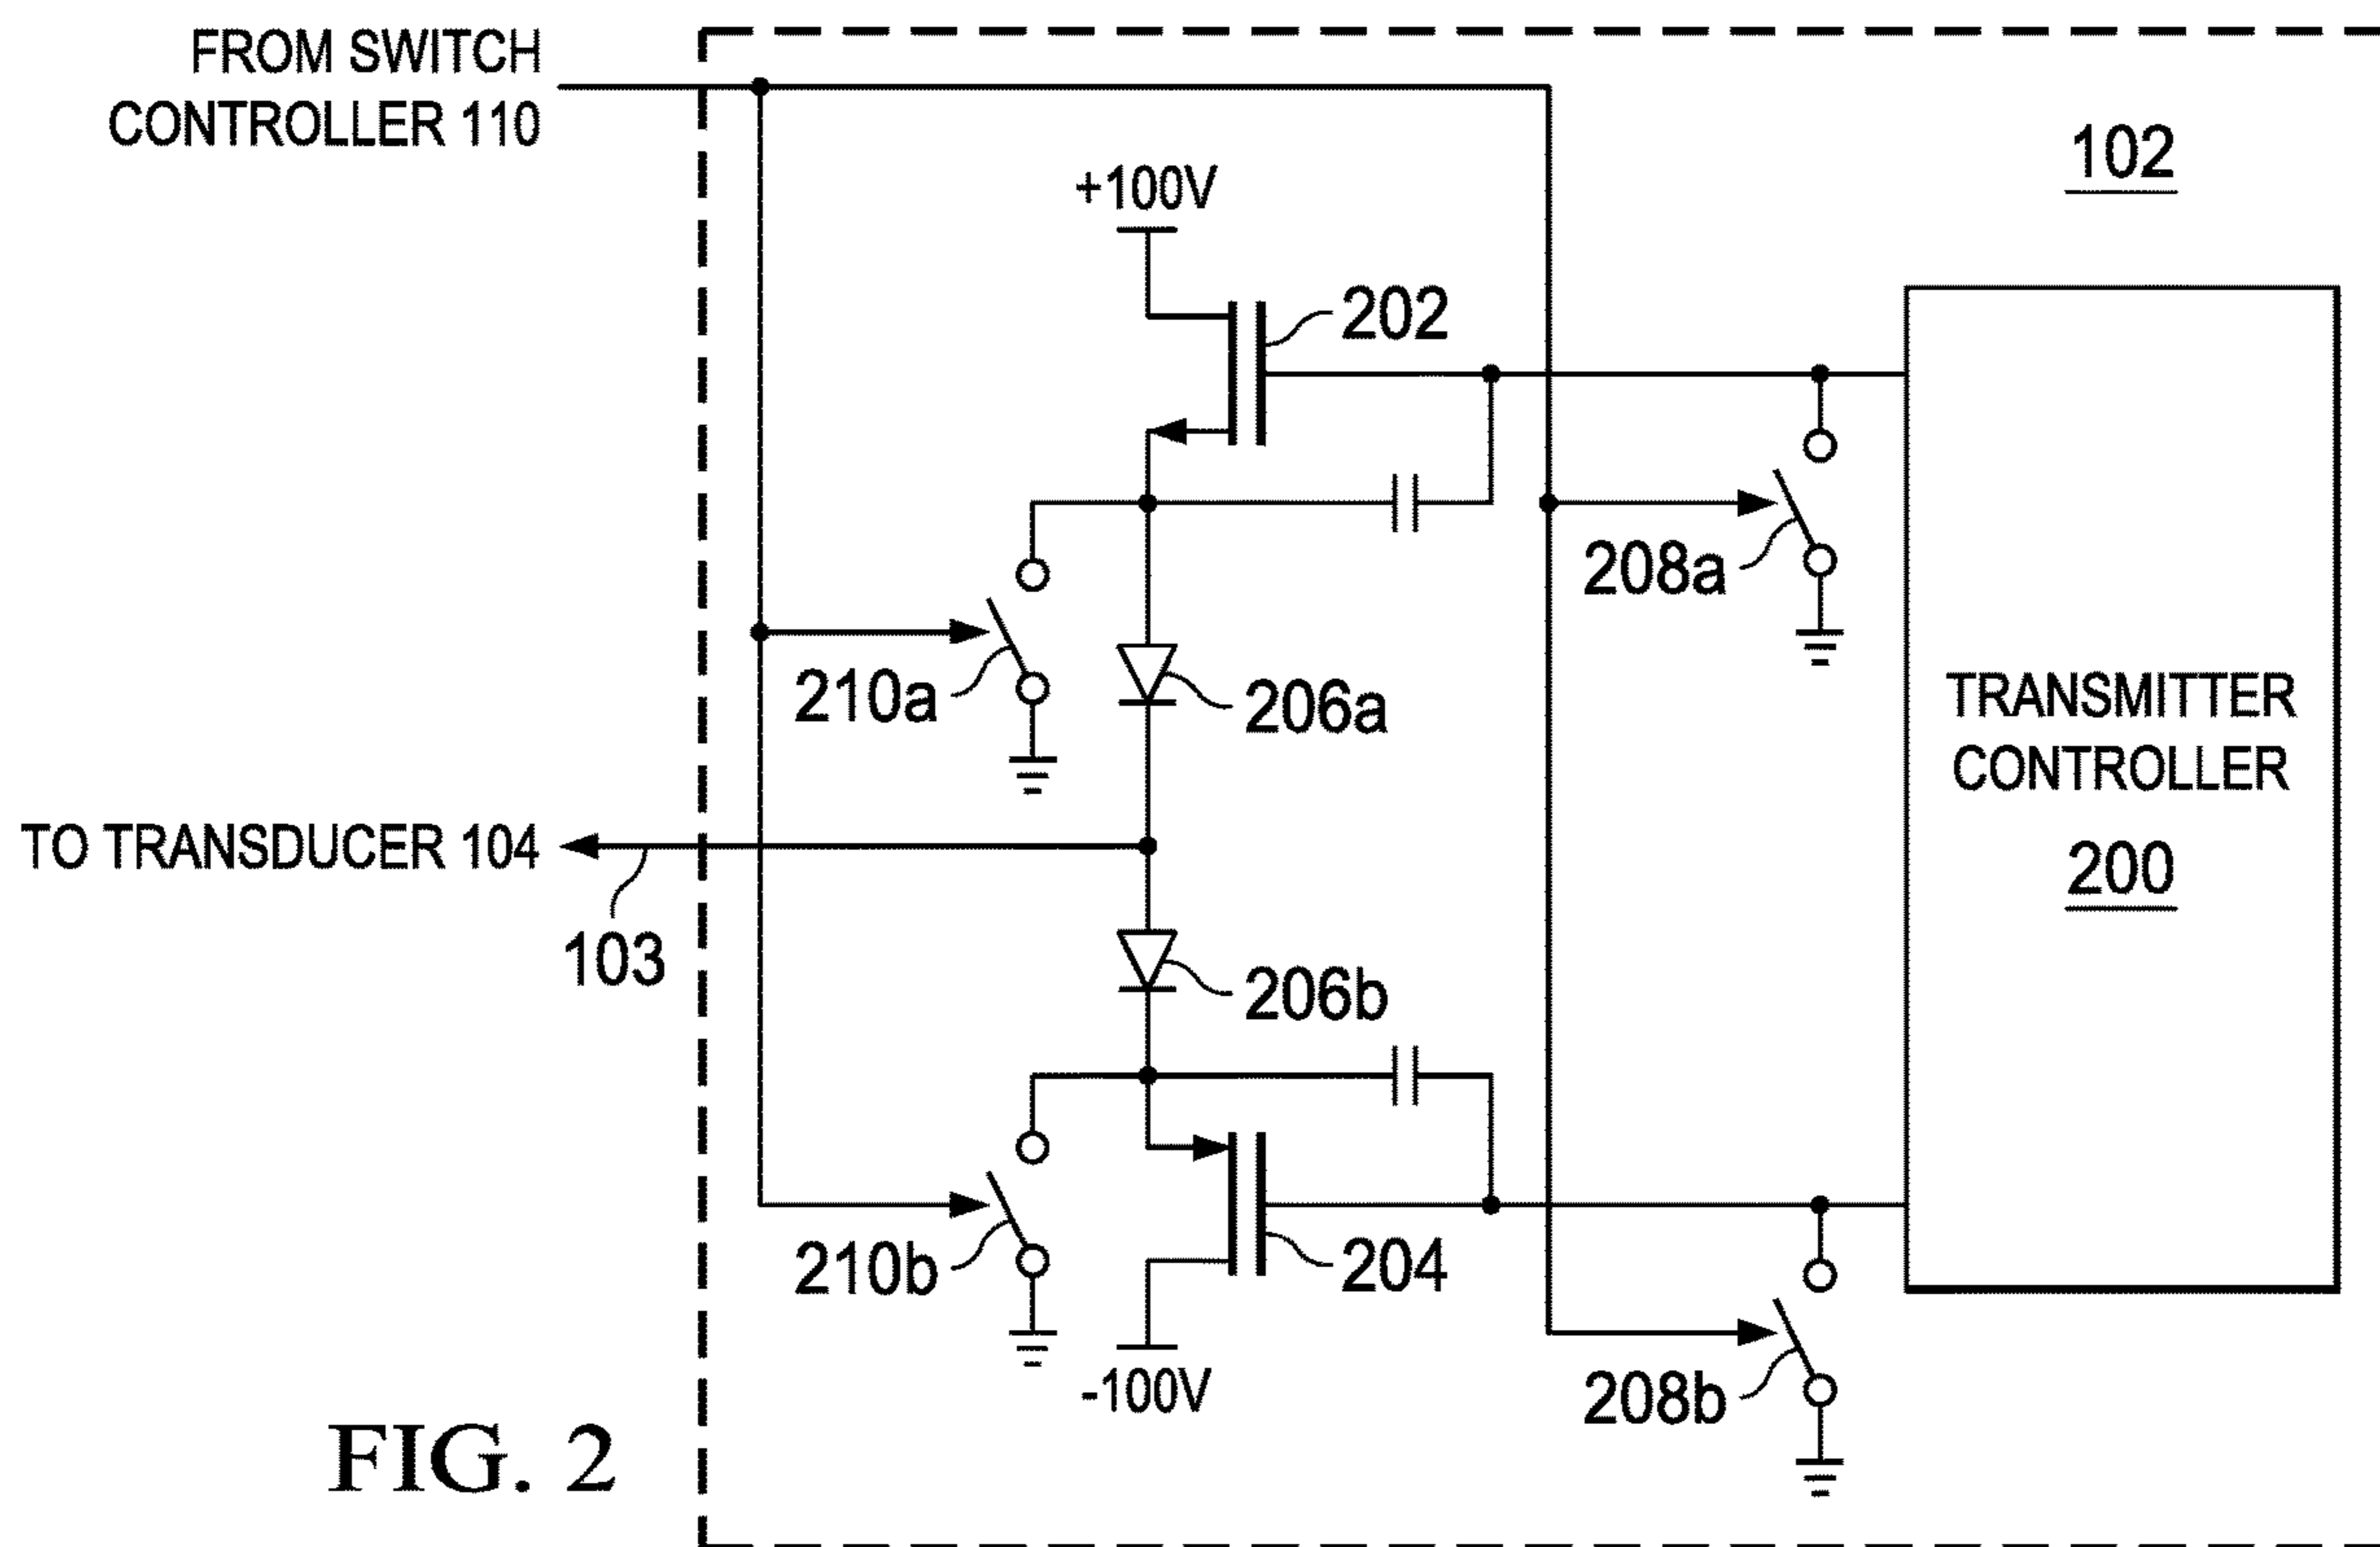 FROM SWITCH
CONTROLLER 110
102
+100V
202
208a
210a
206a
TRANSMITTER
CONTROLLER
200
TO TRANSDUCER 104
103
206b
210b
204
-100V
208b
FIG. 2